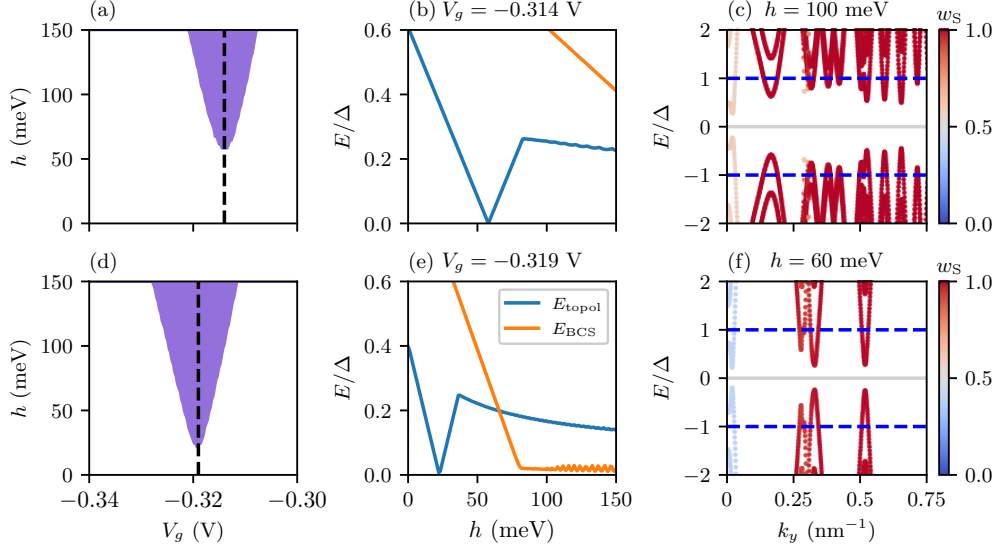 (a)
(b) V_g = −0.314 V
(c) h = 100 meV
w_S
150
100
50
0
h (meV)
0.6
0.4
0.2
0.0
E/Δ
2
1
0
−1
−2
E/Δ
1.0
0.5
0.0
(d)
(e) V_g = −0.319 V
(f) h = 60 meV
w_S
150
100
50
0
h (meV)
−0.34
−0.32
−0.30
V_g (V)
0.6
0.4
0.2
0.0
E/Δ
E_topol
E_BCS
0
50
100
150
h (meV)
2
1
0
−1
−2
E/Δ
0.00
0.25
0.50
0.75
k_y (nm⁻¹)
1.0
0.5
0.0